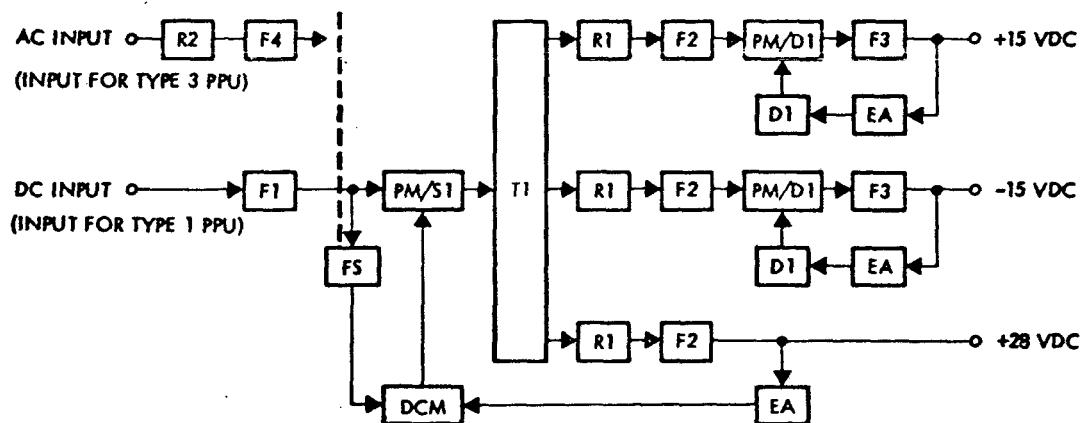 AC INPUT R2 F4
(INPUT FOR TYPE 3 PPU)
R1 F2 PM/D1 F3 +15 VDC
D1 EA
DC INPUT F1 PM/S1 T1 R1 F2 PM/D1 F3 -15 VDC
(INPUT FOR TYPE 1 PPU)
FS
D1 EA
R1 F2 +28 VDC
DCM EA